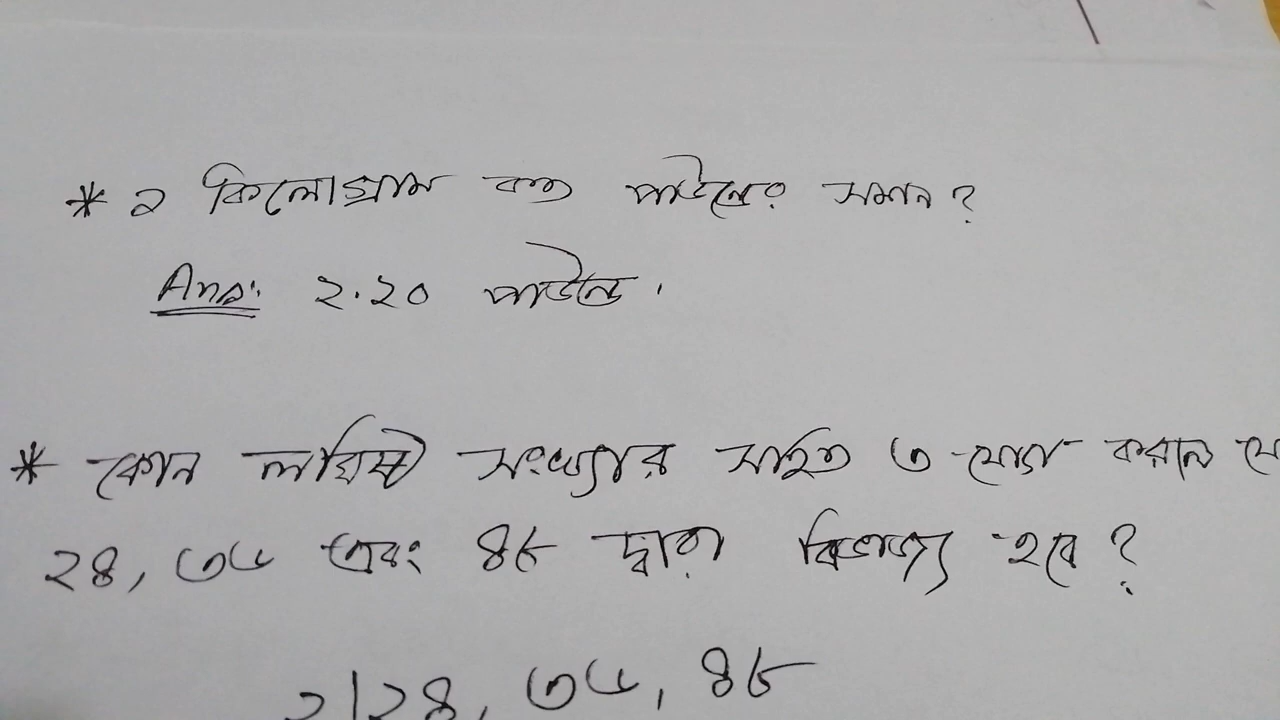 * ১ কিলোগ্রাম কত পাউন্ডের সমান?
Ans: ২.২০ পাউন্ড.
* কোন লঘিষ্ট সংখ্যার সহিত ৩ যোগ করলে যো
২৪, ৩৬ এবং ৪৮ দ্বারা বিভাজ্য হবে?
২|২৪, ৩৬, ৪৮